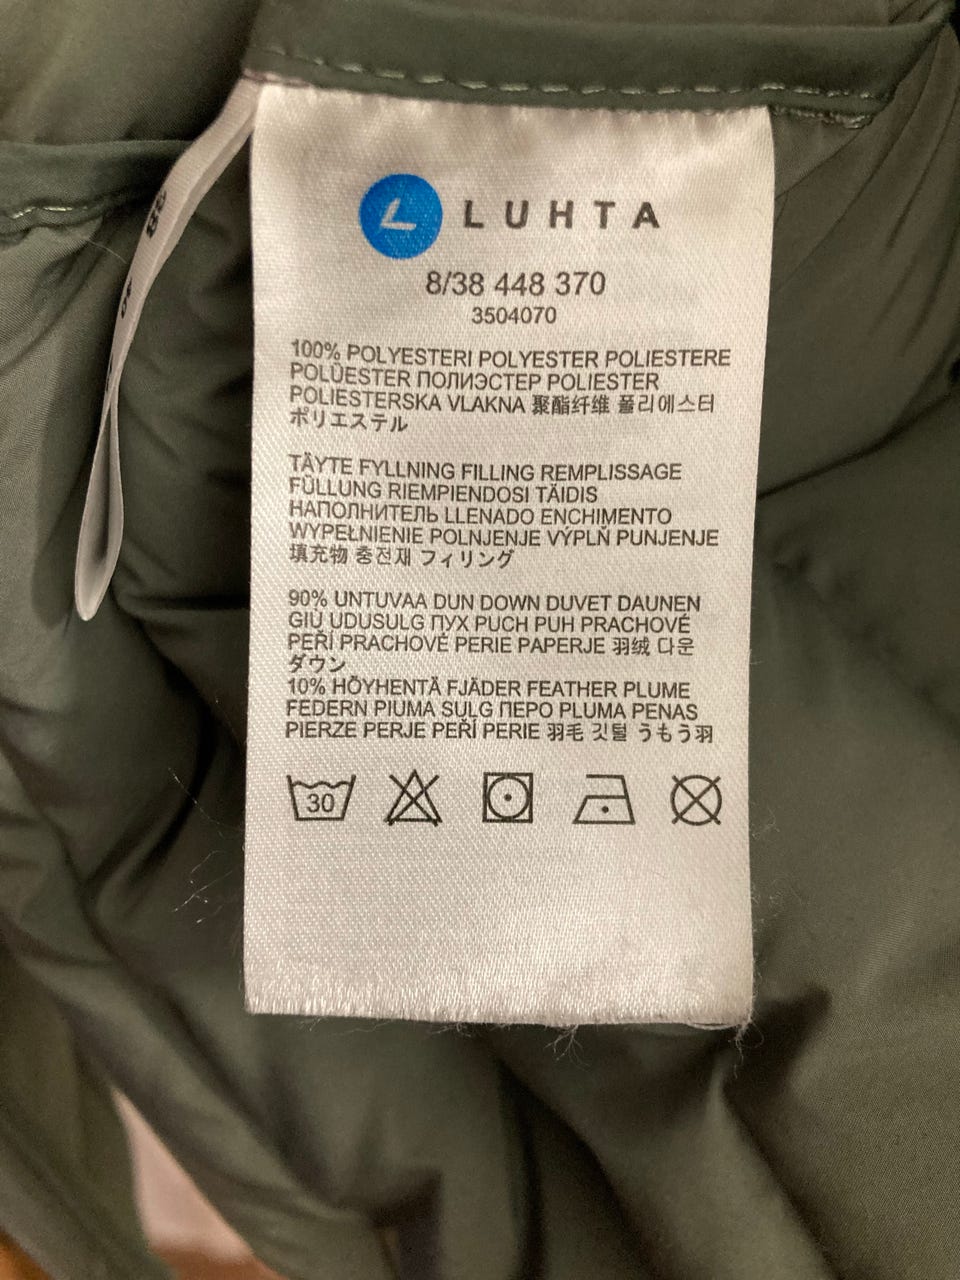 LUHTA
8/38 448 370
3504070
100% POLYESTERI POLYESTER POLIESTERE
POLÜESTER ПОЛИЭСТЕР POLIESTER
POLIESTERSKA VLAKNA 聚酯纤维 폴리에스터
ポリエステル
TÄYTE FYLLNING FILLING REMPLISSAGE
FÜLLUNG RIEMPIENDOSI TÄIDIS
НАПОЛНИТЕЛЬ LLENADO ENCHIMENTO
WYPEŁNIENIE POLNJENJE VÝPLŇ PUNJENJE
填充物 충전재 フィリング
90% UNTUVAA DUN DOWN DUVET DAUNEN
GIÙ UDUSULG ПУХ PUCH PUH PRACHOVÉ
PEŘÍ PRACHOVÉ PERIE PAPERJE 羽绒 다운
ダウン
10% HÖYHENTÄ FJÄDER FEATHER PLUME
FEDERN PIUMA SULG ПЕРО PLUMA PENAS
PIERZE PERJE PEŘÍ PERIE 羽毛 깃털 うもう羽
30
38